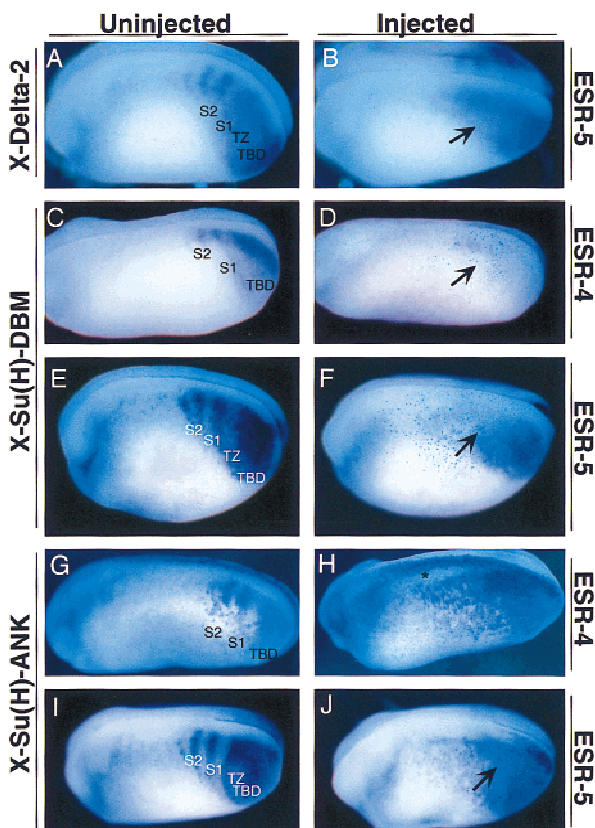 Uninjected Injected
X-Delta-2
A
S2
S1
TZ
TBD
B
ESR-5
X-Su(H)-DBM
C
S2
S1
TBD
D
ESR-4
E
S2
S1
TZ
TBD
F
ESR-5
X-Su(H)-ANK
G
S2
S1
TBD
H
*
ESR-4
I
S2
S1
TZ
TBD
J
ESR-5